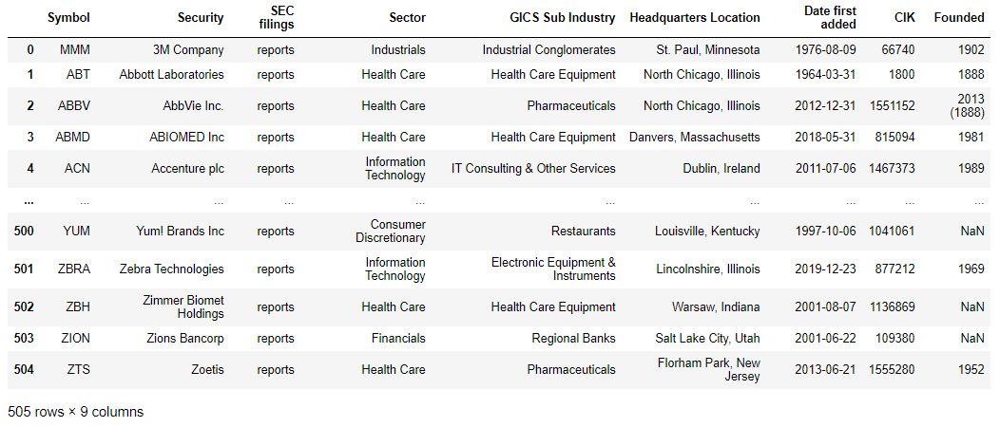 Symbol Security SEC filings Sector GICS Sub Industry Headquarters Location Date first added CIK Founded
0 MMM 3M Company reports Industrials Industrial Conglomerates St. Paul, Minnesota 1976-08-09 66740 1902
1 ABT Abbott Laboratories reports Health Care Health Care Equipment North Chicago, Illinois 1964-03-31 1800 1888
2 ABBV AbbVie Inc. reports Health Care Pharmaceuticals North Chicago, Illinois 2012-12-31 1551152 2013 (1888)
3 ABMD ABIOMED Inc reports Health Care Health Care Equipment Danvers, Massachusetts 2018-05-31 815094 1981
4 ACN Accenture plc reports Information Technology IT Consulting & Other Services Dublin, Ireland 2011-07-06 1467373 1989
... ... ... ... ... ... ... ... ... ...
500 YUM Yum! Brands Inc reports Consumer Discretionary Restaurants Louisville, Kentucky 1997-10-06 1041061 NaN
501 ZBRA Zebra Technologies reports Information Technology Electronic Equipment & Instruments Lincolnshire, Illinois 2019-12-23 877212 1969
502 ZBH Zimmer Biomet Holdings reports Health Care Health Care Equipment Warsaw, Indiana 2001-08-07 1136869 NaN
503 ZION Zions Bancorp reports Financials Regional Banks Salt Lake City, Utah 2001-06-22 109380 NaN
504 ZTS Zoetis reports Health Care Pharmaceuticals Florham Park, New Jersey 2013-06-21 1555280 1952
505 rows × 9 columns